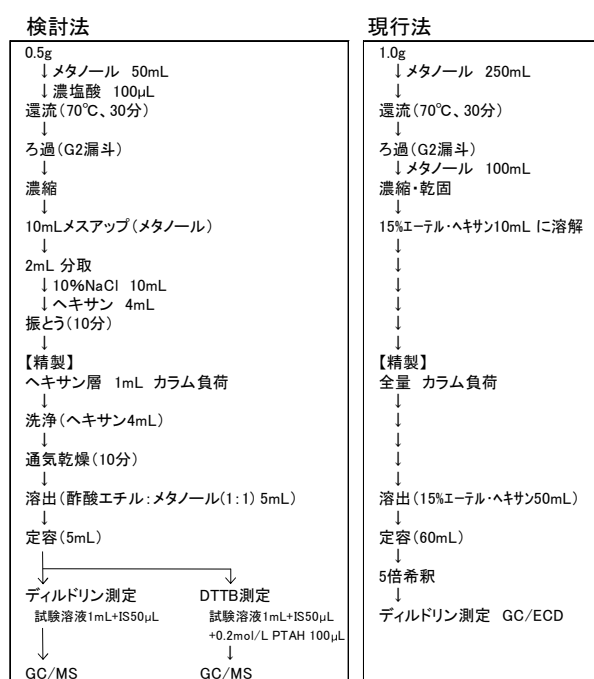 検討法
0.5g
↓メタノール 50mL
↓濃塩酸 100μL
還流(70℃、30分)
↓
ろ過(G2漏斗)
↓
濃縮
↓
10mLメスアップ(メタノール)
↓
2mL 分取
↓10%NaCl 10mL
↓ヘキサン 4mL
振とう(10分)
↓
【精製】
ヘキサン層 1mL カラム負荷
↓
洗浄(ヘキサン4mL)
↓
通気乾燥(10分)
↓
溶出(酢酸エチル:メタノール(1:1) 5mL)
↓
定容(5mL)
ディルドリン測定
試験溶液1mL+IS50μL
↓
GC/MS
DTTB測定
試験溶液1mL+IS50μL
+0.2mol/L PTAH 100μL
↓
GC/MS
現行法
1.0g
↓メタノール 250mL
↓
還流(70℃、30分)
↓
ろ過(G2漏斗)
↓メタノール 100mL
濃縮・乾固
↓
15%エーテル・ヘキサン10mL に溶解
↓
↓
↓
↓
↓
↓
【精製】
全量 カラム負荷
↓
↓
↓
↓
↓
溶出(15%エーテル・ヘキサン50mL)
↓
定容(60mL)
↓
5倍希釈
↓
ディルドリン測定 GC/ECD